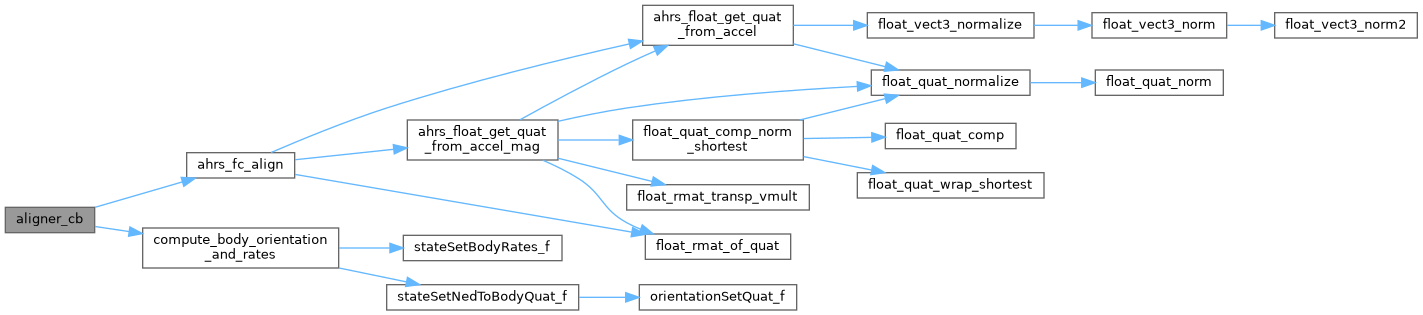 aligner_cb
ahrs_fc_align
compute_body_orientation
_and_rates
ahrs_float_get_quat
_from_accel_mag
stateSetBodyRates_f
stateSetNedToBodyQuat_f
ahrs_float_get_quat
_from_accel
float_quat_comp_norm
_shortest
float_rmat_transp_vmult
float_rmat_of_quat
orientationSetQuat_f
float_vect3_normalize
float_quat_normalize
float_quat_comp
float_quat_wrap_shortest
float_vect3_norm
float_quat_norm
float_vect3_norm2